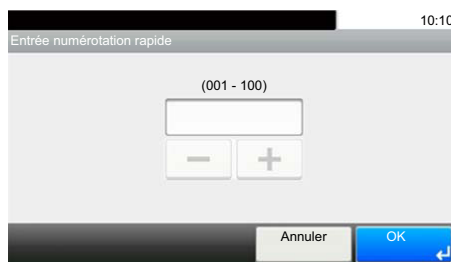 10:10
Entrée numérotation rapide
(001 - 100)
Annuler
OK